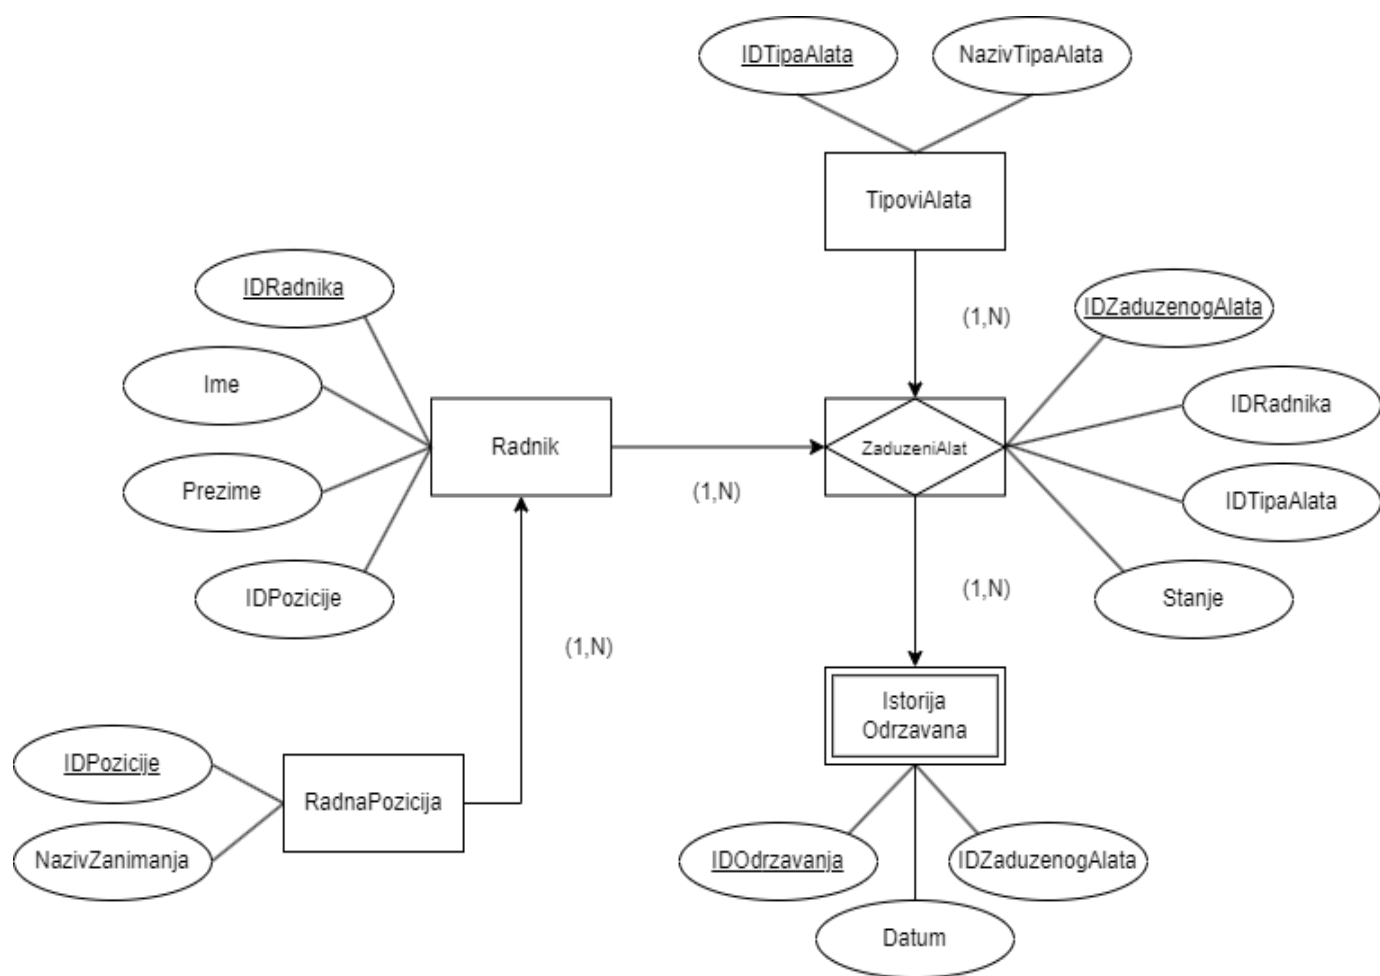 IDTipaAlata
NazivTipaAlata
TipoviAlata
IDRadnika
(1,N)
IDZaduzenogAlata
Ime
IDRadnika
Radnik
ZaduzeniAlat
Prezime
(1,N)
IDTipaAlata
IDPozicije
(1,N)
Stanje
(1,N)
Istorija
Odrzavana
IDPozicije
RadnaPozicija
NazivZanimanja
IDOdrzavanja
IDZaduzenogAlata
Datum